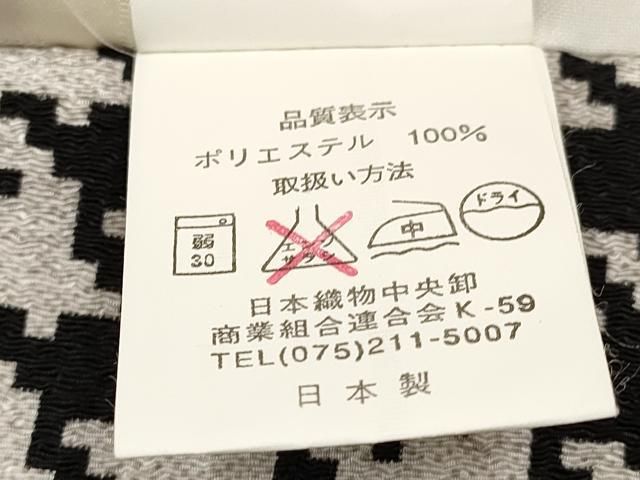 品質表示
ポリエステル 100%
取扱い方法
弱
30
エンソ
サラシ
中
ドライ
日本織物中央卸
商業組合連合会K-59
TEL(075)211-5007
日本製